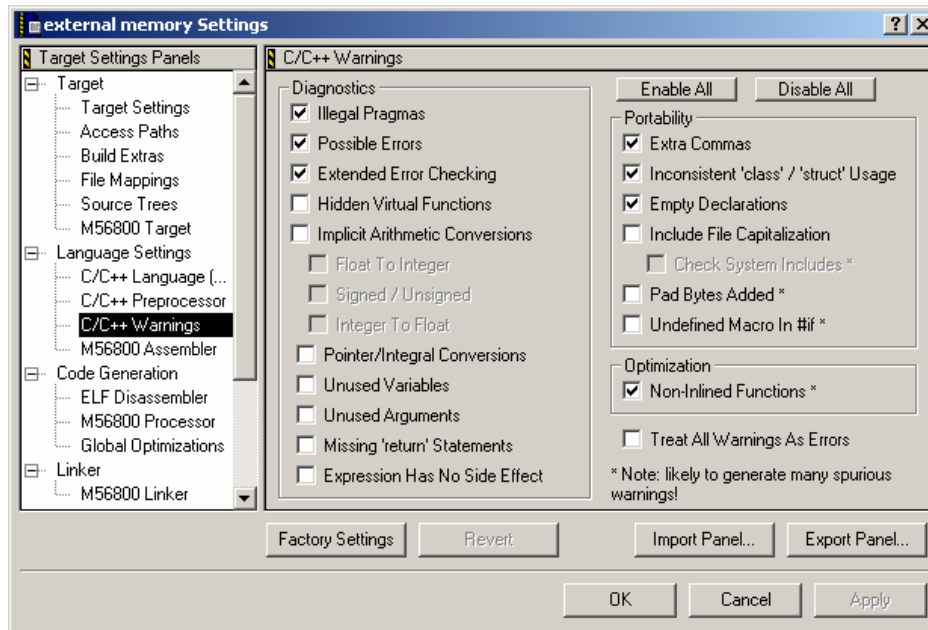 external memory Settings
Target Settings Panels
Target
Target Settings
Access Paths
Build Extras
File Mappings
Source Trees
M56800 Target
Language Settings
C/C++ Language (...
C/C++ Preprocessor
C/C++ Warnings
M56800 Assembler
Code Generation
ELF Disassembler
M56800 Processor
Global Optimizations
Linker
M56800 Linker
C/C++ Warnings
Diagnostics
Illegal Pragmas
Possible Errors
Extended Error Checking
Hidden Virtual Functions
Implicit Arithmetic Conversions
Float To Integer
Signed / Unsigned
Integer To Float
Pointer/Integral Conversions
Unused Variables
Unused Arguments
Missing 'return' Statements
Expression Has No Side Effect
Enable All
Disable All
Portability
Extra Commas
Inconsistent 'class' / 'struct' Usage
Empty Declarations
Include File Capitalization
Check System Includes *
Pad Bytes Added *
Undefined Macro In #if *
Optimization
Non-Inlined Functions *
Treat All Warnings As Errors
* Note: likely to generate many spurious
warnings!
Factory Settings
Revert
Import Panel...
Export Panel...
OK
Cancel
Apply